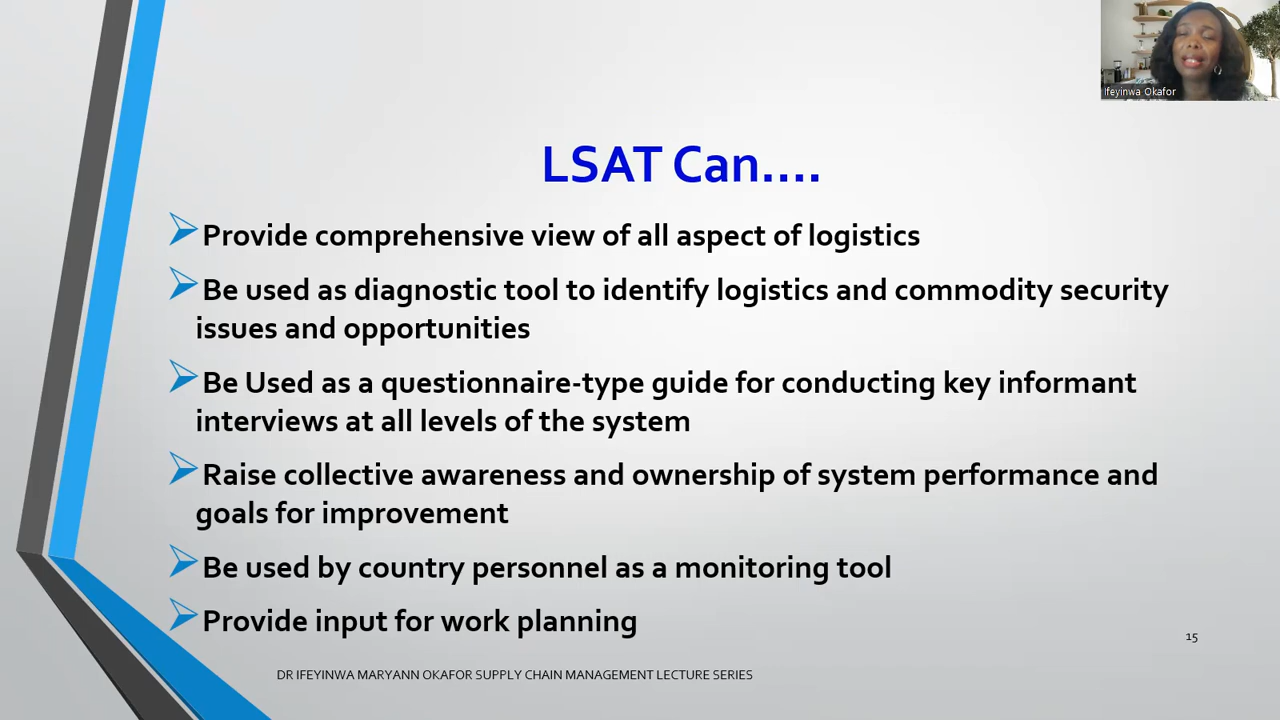 Ifeyinwa Okafor
LSAT Can....
Provide comprehensive view of all aspect of logistics
Be used as diagnostic tool to identify logistics and commodity security
issues and opportunities
Be Used as a questionnaire-type guide for conducting key informant
interviews at all levels of the system
Raise collective awareness and ownership of system performance and
goals for improvement
Be used by country personnel as a monitoring tool
Provide input for work planning
15
DR IFEYINWA MARYANN OKAFOR SUPPLY CHAIN MANAGEMENT LECTURE SERIES